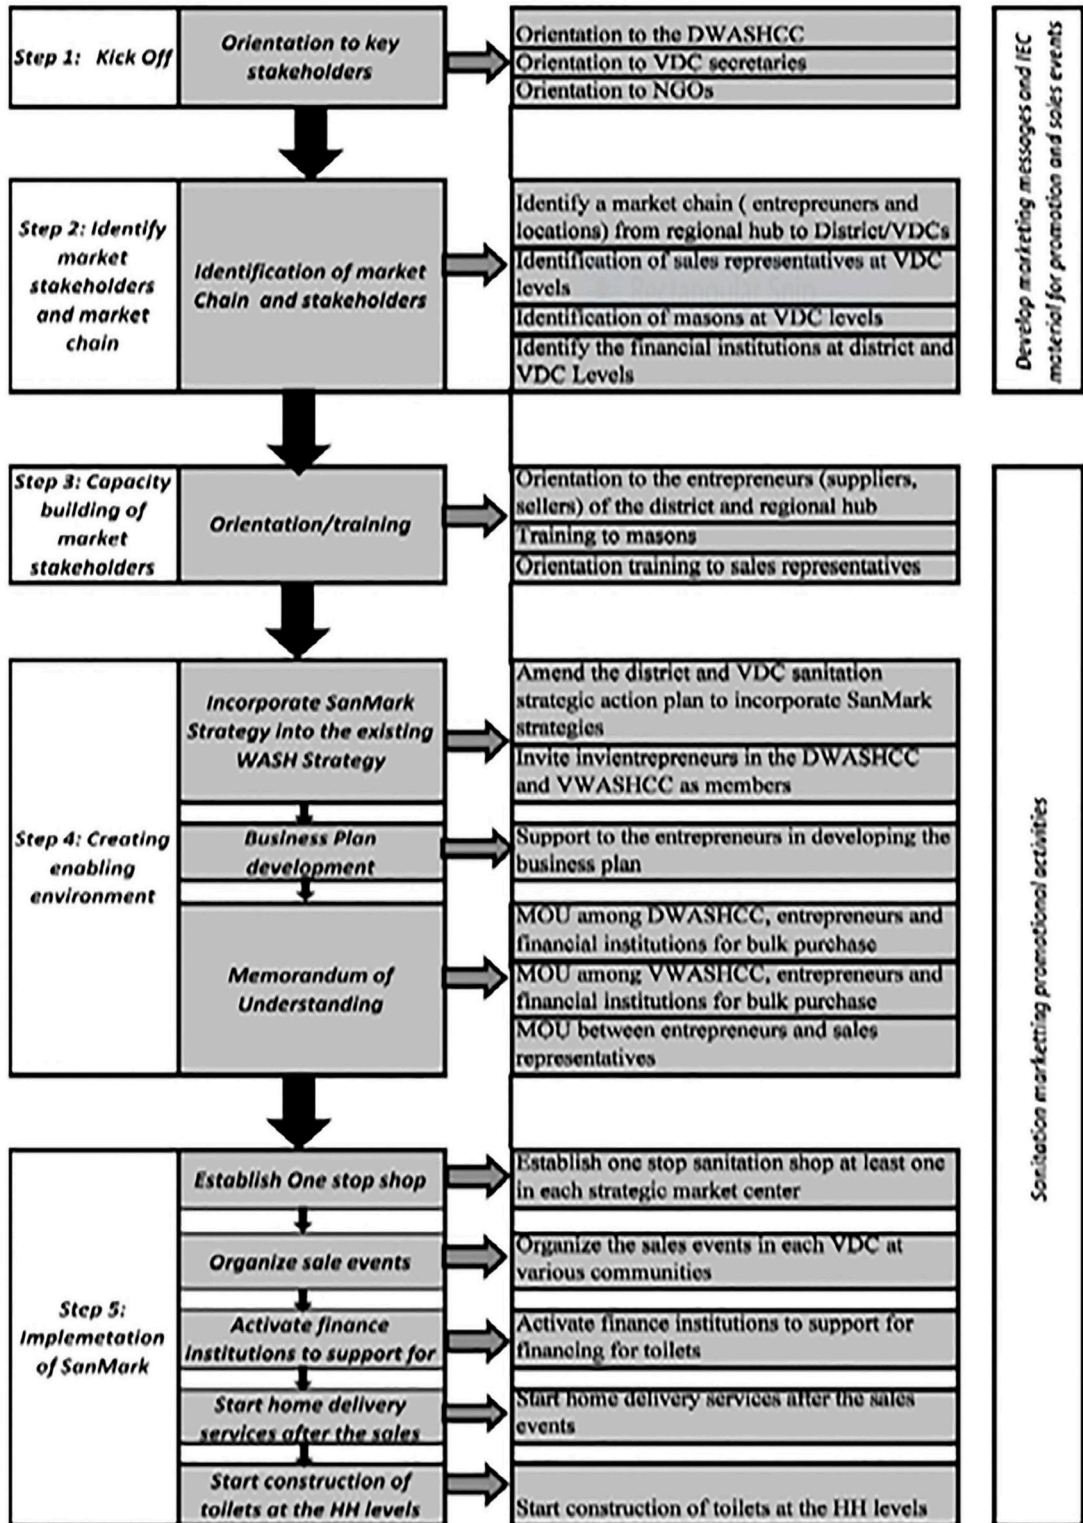 Step 1:   Kick Off
Orientation to key
stakeholders
Orientation to the DWASHCC
Orientation to VDC secretaries
Orientation to NGOs
Develop marketing messages and IEC
material for promotion and sales events
Step 2: Identify
market
stakeholders
and market
chain
Identification of market
Chain  and stakeholders
Identify a market chain ( entrepreuners and
locations) from regional hub to District/VDCs
Identification of sales representatives at VDC
levels
Rectangular Snip
Identification of masons at VDC levels
Identify the financial institutions at district and
VDC Levels
Step 3: Capacity
building of
market
stakeholders
Orientation/training
Orientation to the entrepreneurs (suppliers,
sellers) of the district and regional hub
Training to masons
Orientation training to sales representatives
Sanitation marketting promotional activities
Step 4: Creating
enabling
environment
Incorporate SanMark
Strategy into the existing
WASH Strategy
Amend the district and VDC sanitation
strategic action plan to incorporate SanMark
strategies
Invite invientrepreneurs in the DWASHCC
and VWASHCC as members
Business Plan
development
Support to the entrepreneurs in developing the
business plan
Memorandum of
Understanding
MOU among DWASHCC, entrepreneurs and
financial institutions for bulk purchase
MOU among VWASHCC, entrepreneurs and
financial institutions for bulk purchase
MOU between entrepreneurs and sales
representatives
Step 5:
Implemetation
of SanMark
Establish One stop shop
Establish one stop sanitation shop at least one
in each strategic market center
Organize sale events
Organize the sales events in each VDC at
various communities
Activate finance
institutions to support for
Activate finance institutions to support for
financing for toilets
Start home delivery
services after the sales
Start home delivery services after the sales
events
Start construction of
toilets at the HH levels
Start construction of toilets at the HH levels